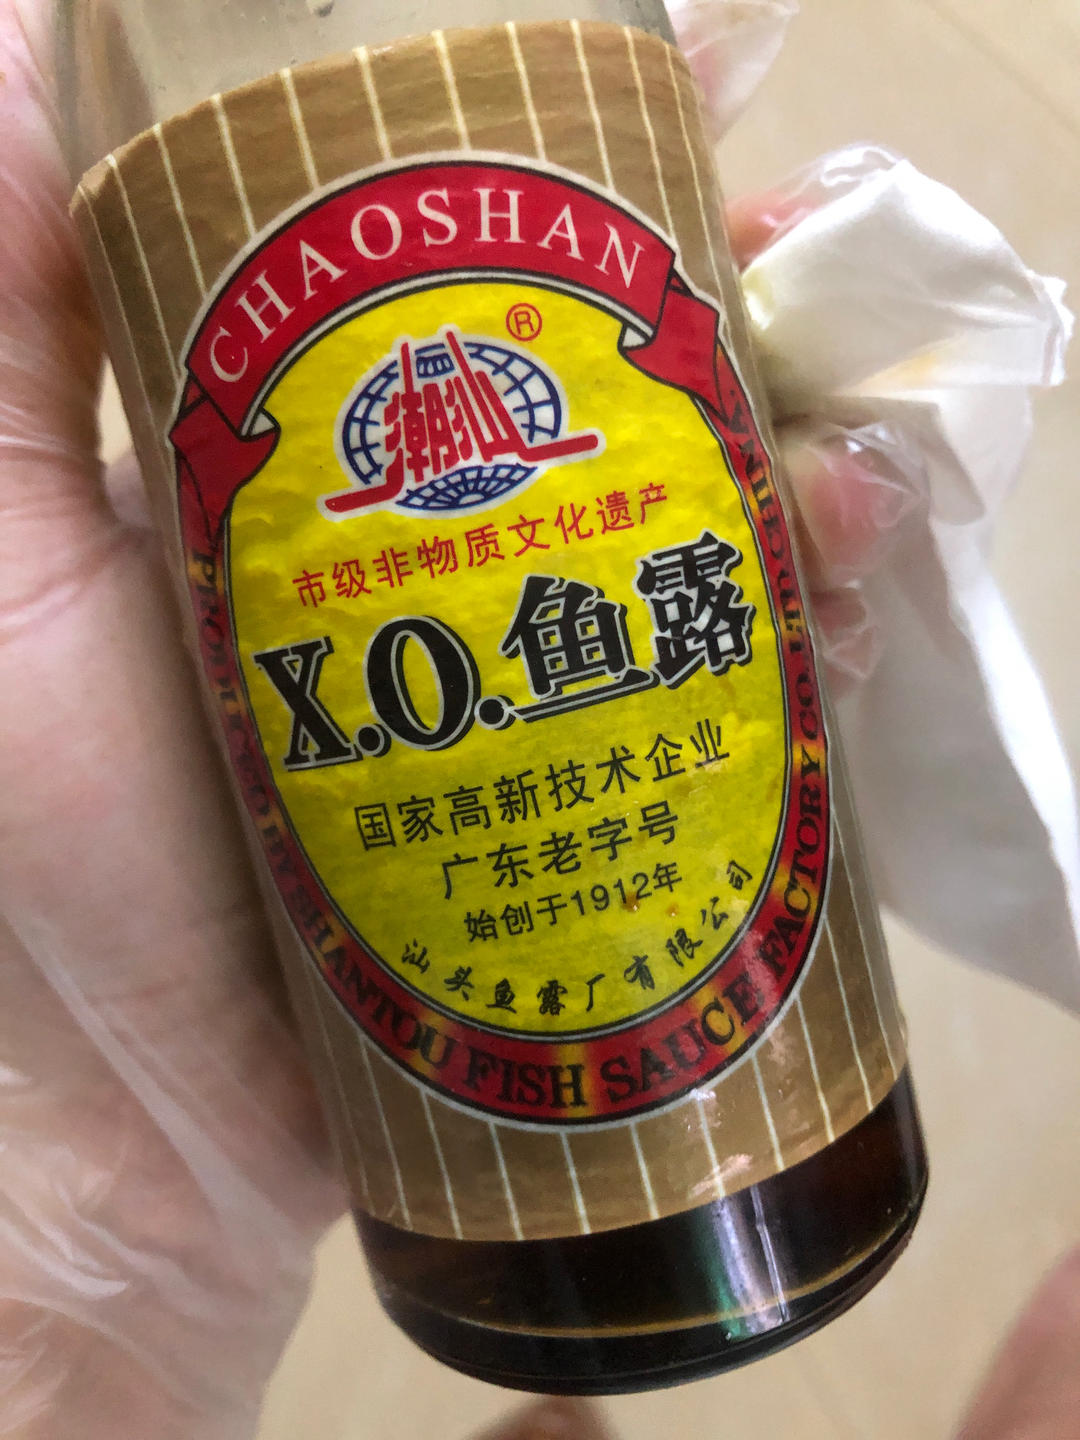 CHAOSHAN
®
潮汕
市级非物质文化遗产
X.O.鱼露
国家高新技术企业
广东老字号
始创于1912年
汕头鱼露厂有限公司
PRODUCED BY SHANTOU FISH SAUCE FACTORY CO. LTD CHINA